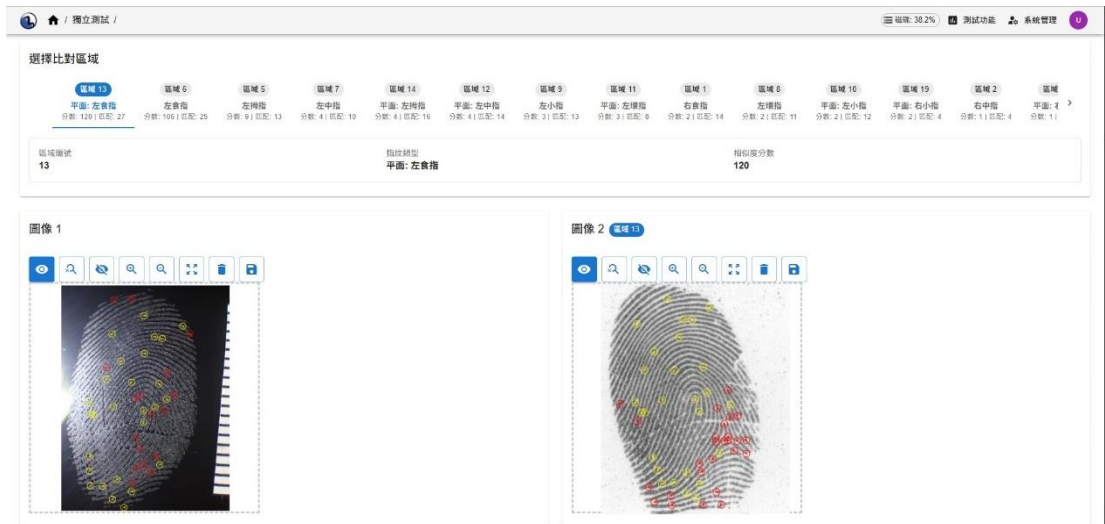 / 獨立測試 /
磁碟: 38.2%
測試功能
系統管理
U
選擇比對區域
區域 13
平面: 左食指
分數: 120 | 匹配: 27
區域 6
左食指
分數: 106 | 匹配: 25
區域 5
左拇指
分數: 9 | 匹配: 13
區域 7
左中指
分數: 4 | 匹配: 19
區域 14
平面: 左拇指
分數: 4 | 匹配: 16
區域 12
平面: 左中指
分數: 4 | 匹配: 14
區域 9
左小指
分數: 3 | 匹配: 13
區域 11
平面: 左環指
分數: 3 | 匹配: 8
區域 1
右食指
分數: 2 | 匹配: 14
區域 8
左環指
分數: 2 | 匹配: 11
區域 10
平面: 左小指
分數: 2 | 匹配: 12
區域 19
平面: 右小指
分數: 2 | 匹配: 4
區域 2
右中指
分數: 1 | 匹配: 4
區域
平面:
分數: 1 |
區域編號
13
指紋類型
平面: 左食指
相似度分數
120
圖像 1
圖像 2 區域 13